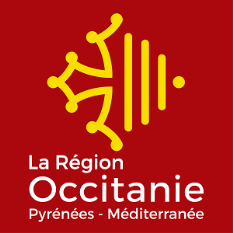 La Région
Occitanie
Pyrénées - Méditerranée